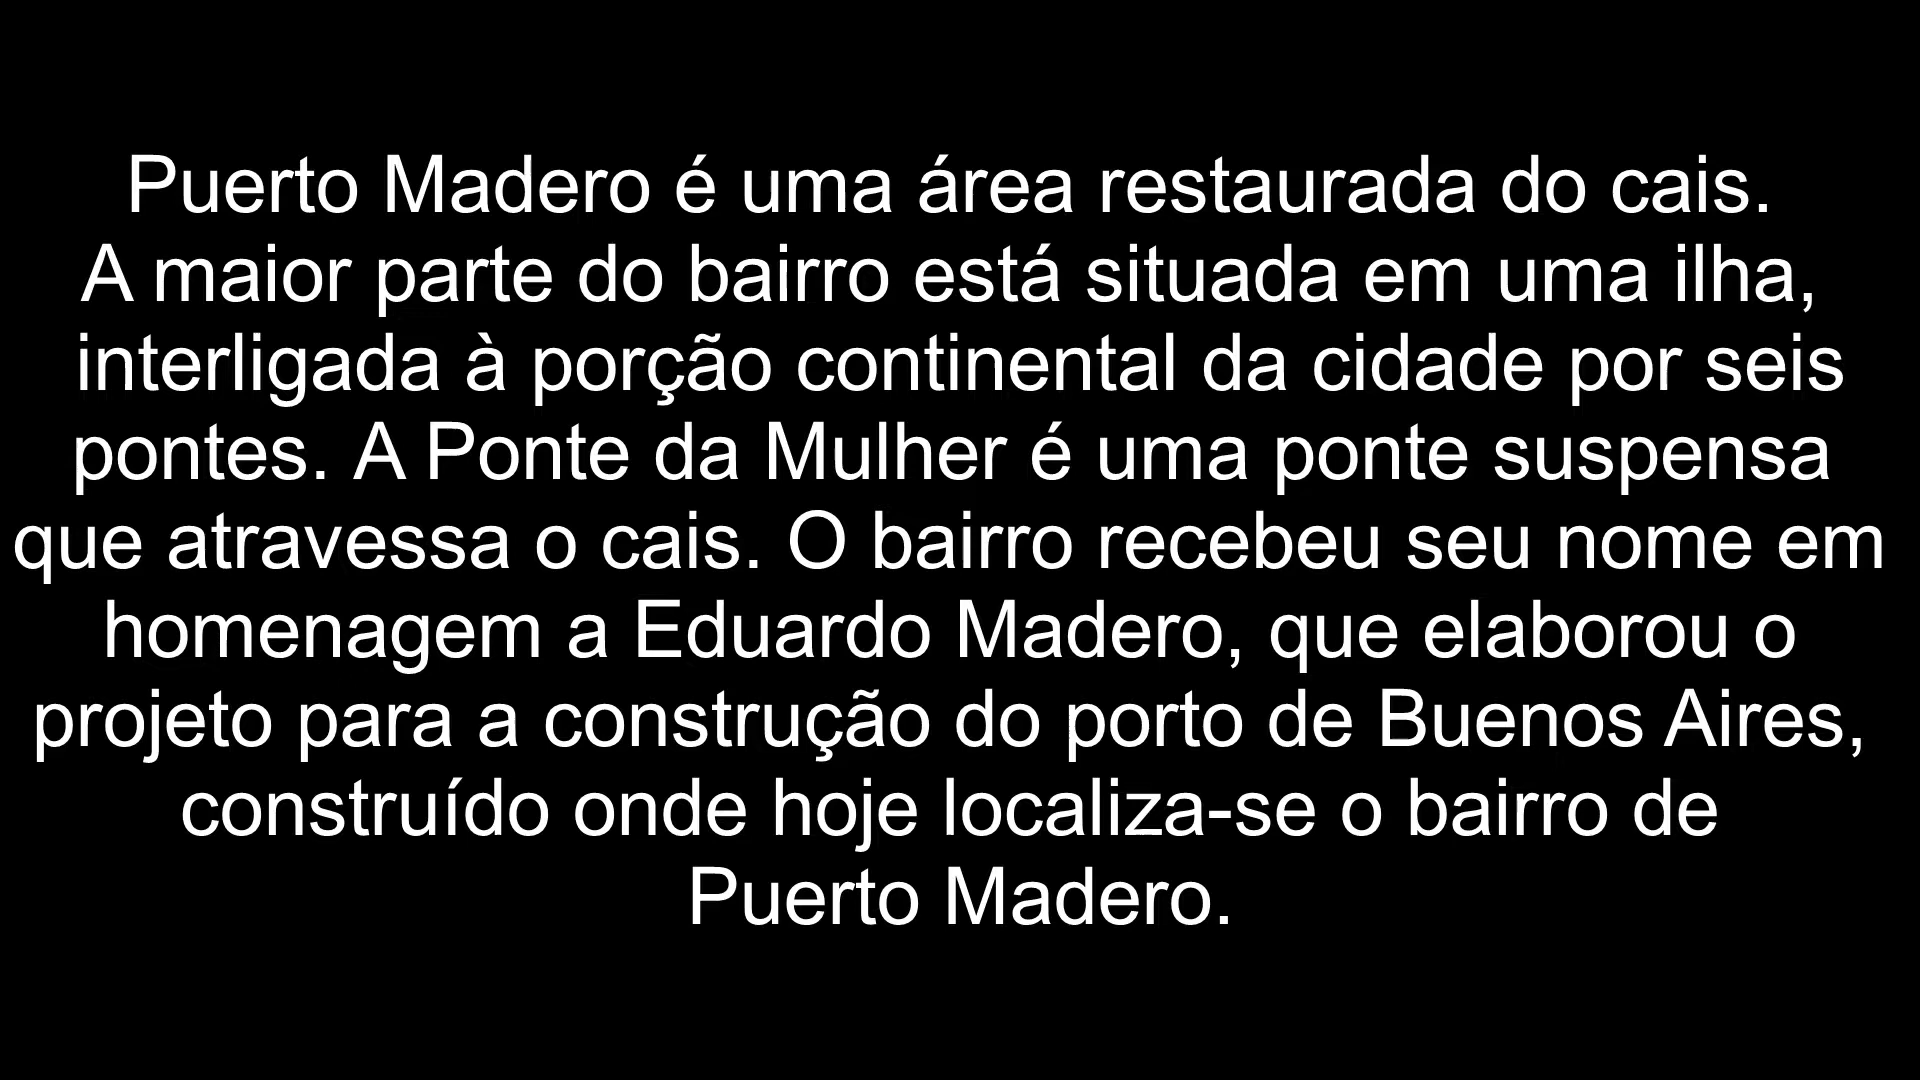 Puerto Madero é uma área restaurada do cais.
A maior parte do bairro está situada em uma ilha,
interligada à porção continental da cidade por seis
pontes. A Ponte da Mulher é uma ponte suspensa
que atravessa o cais. O bairro recebeu seu nome em
homenagem a Eduardo Madero, que elaborou o
projeto para a construção do porto de Buenos Aires,
construído onde hoje localiza-se o bairro de
Puerto Madero.